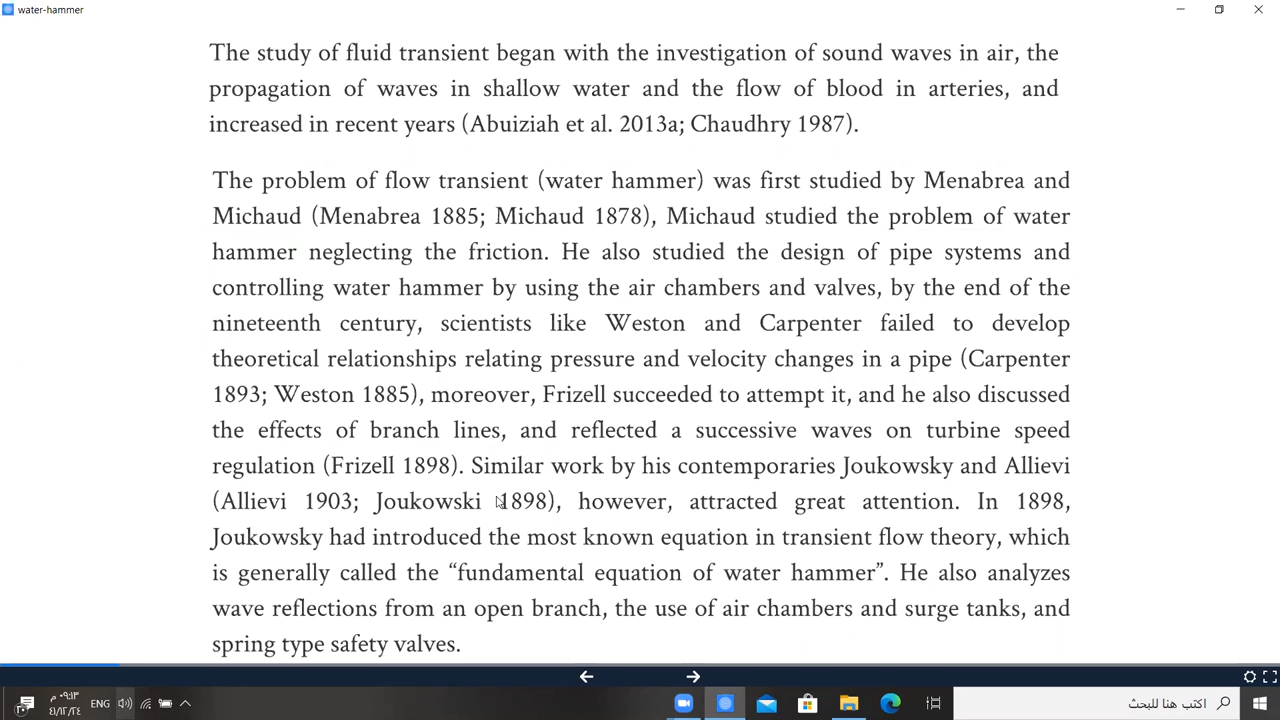 water-hammer
The study of fluid transient began with the investigation of sound waves in air, the
propagation of waves in shallow water and the flow of blood in arteries, and
increased in recent years (Abuiziah et al. 2013a; Chaudhry 1987).
The problem of flow transient (water hammer) was first studied by Menabrea and
Michaud (Menabrea 1885; Michaud 1878), Michaud studied the problem of water
hammer neglecting the friction. He also studied the design of pipe systems and
controlling water hammer by using the air chambers and valves, by the end of the
nineteenth century, scientists like Weston and Carpenter failed to develop
theoretical relationships relating pressure and velocity changes in a pipe (Carpenter
1893; Weston 1885), moreover, Frizell succeeded to attempt it, and he also discussed
the effects of branch lines, and reflected a successive waves on turbine speed
regulation (Frizell 1898). Similar work by his contemporaries Joukowsky and Allievi
(Allievi 1903; Joukowski 1898), however, attracted great attention. In 1898,
Joukowsky had introduced the most known equation in transient flow theory, which
is generally called the “fundamental equation of water hammer”. He also analyzes
wave reflections from an open branch, the use of air chambers and surge tanks, and
spring type safety valves.
ENG
٠٩:١٣ م
٤١/١٢/٢٤
اكتب هنا للبحث